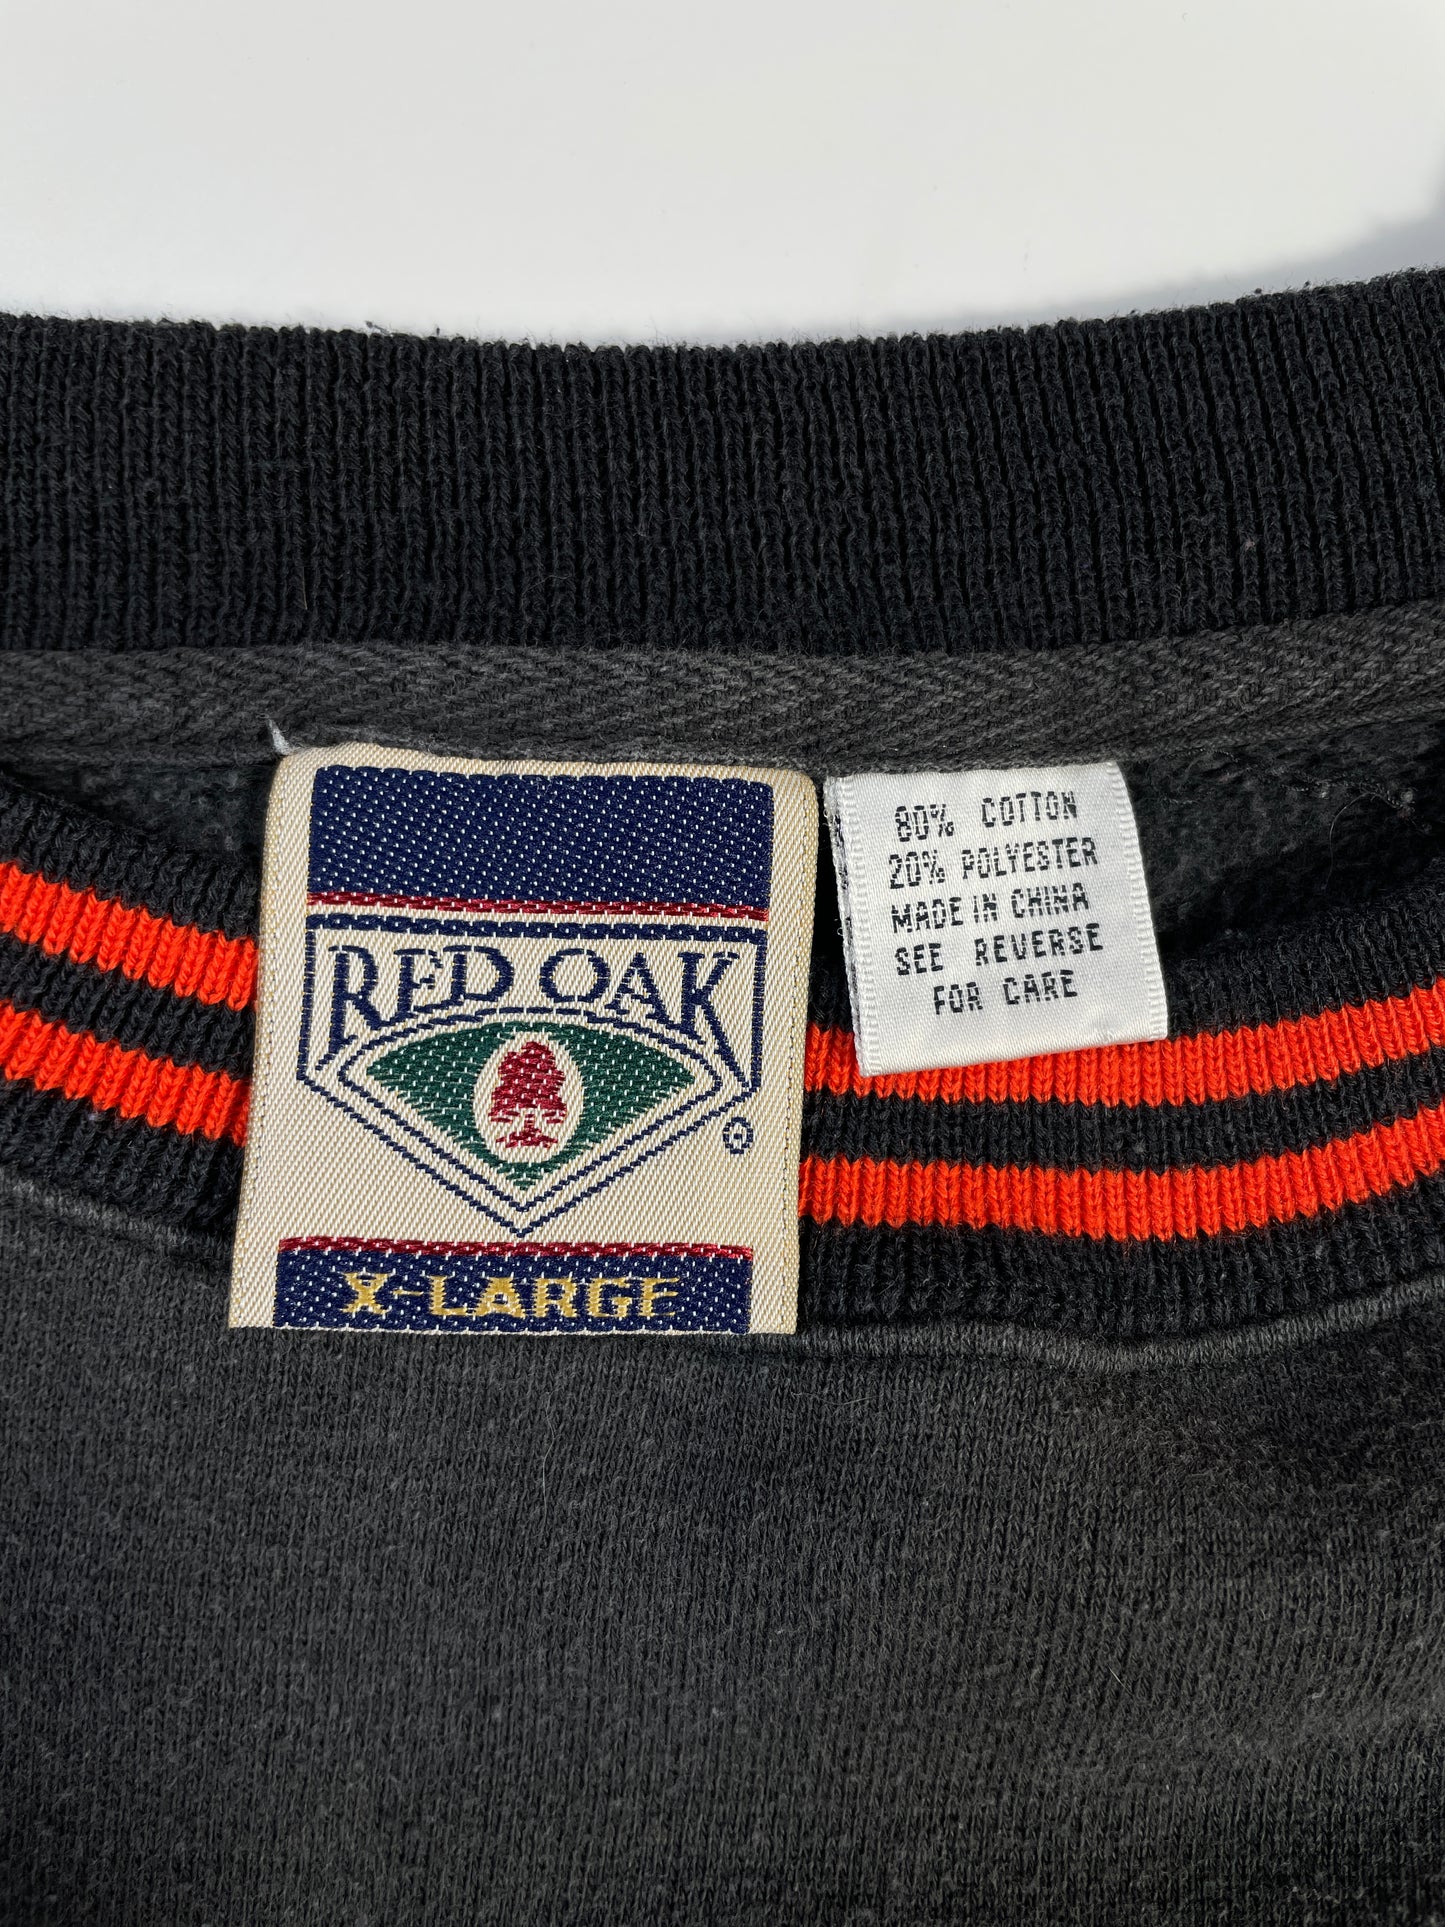 RED OAK
®
X-LARGE
80% COTTON
20% POLYESTER
MADE IN CHINA
SEE REVERSE
FOR CARE